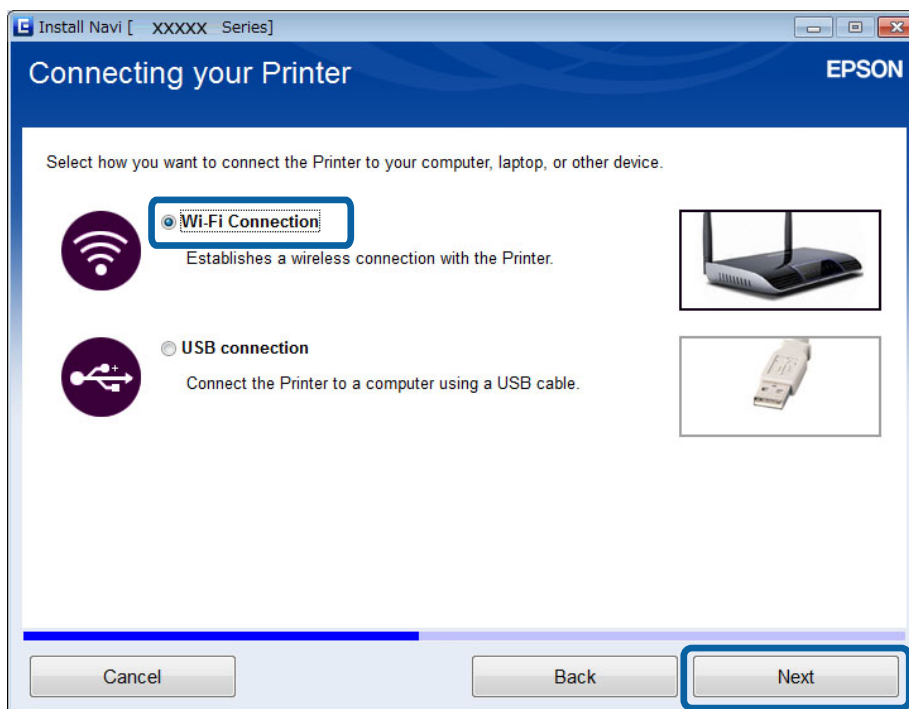 Install Navi [ XXXXX Series]
Connecting your Printer
EPSON
Select how you want to connect the Printer to your computer, laptop, or other device.
Wi-Fi Connection
Establishes a wireless connection with the Printer.
USB connection
Connect the Printer to a computer using a USB cable.
Cancel
Back
Next